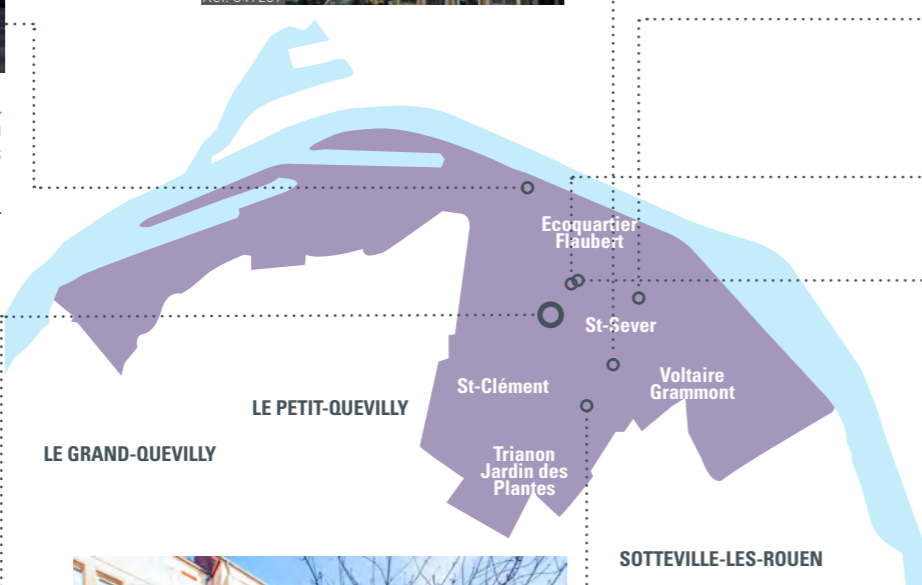 Ecoquartier
Flaubert
St-Sever
St-Clément
Voltaire
Grammont
LE PETIT-QUEVILLY
LE GRAND-QUEVILLY
Trianon
Jardin des
Plantes
SOTTEVILLE-LES-ROUEN